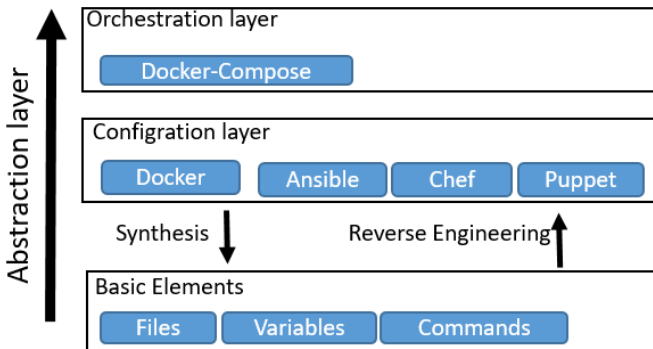 Abstraction layer
Orchestration layer
Docker-Compose
Configration layer
Docker Ansible Chef Puppet
Synthesis Reverse Engineering
Basic Elements
Files Variables Commands